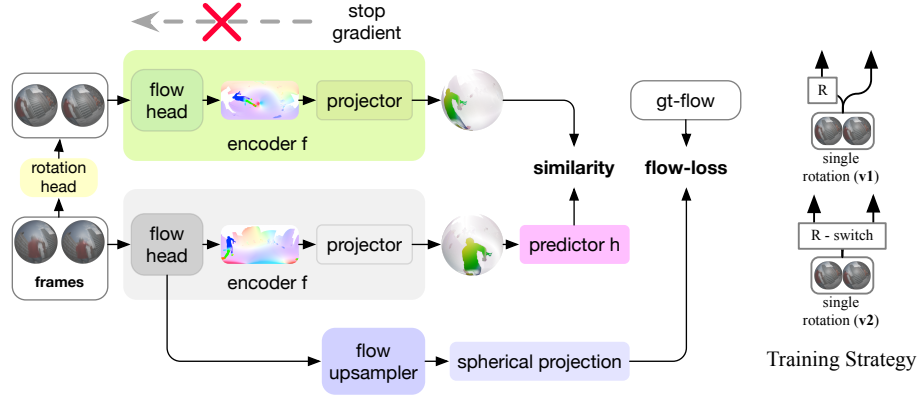 stop
gradient
flow
head
projector
encoder f
gt-flow
rotation
head
similarity
flow-loss
frames
flow
head
projector
encoder f
predictor h
flow
upsampler
spherical projection
R
single
rotation (v1)
R - switch
single
rotation (v2)
Training Strategy